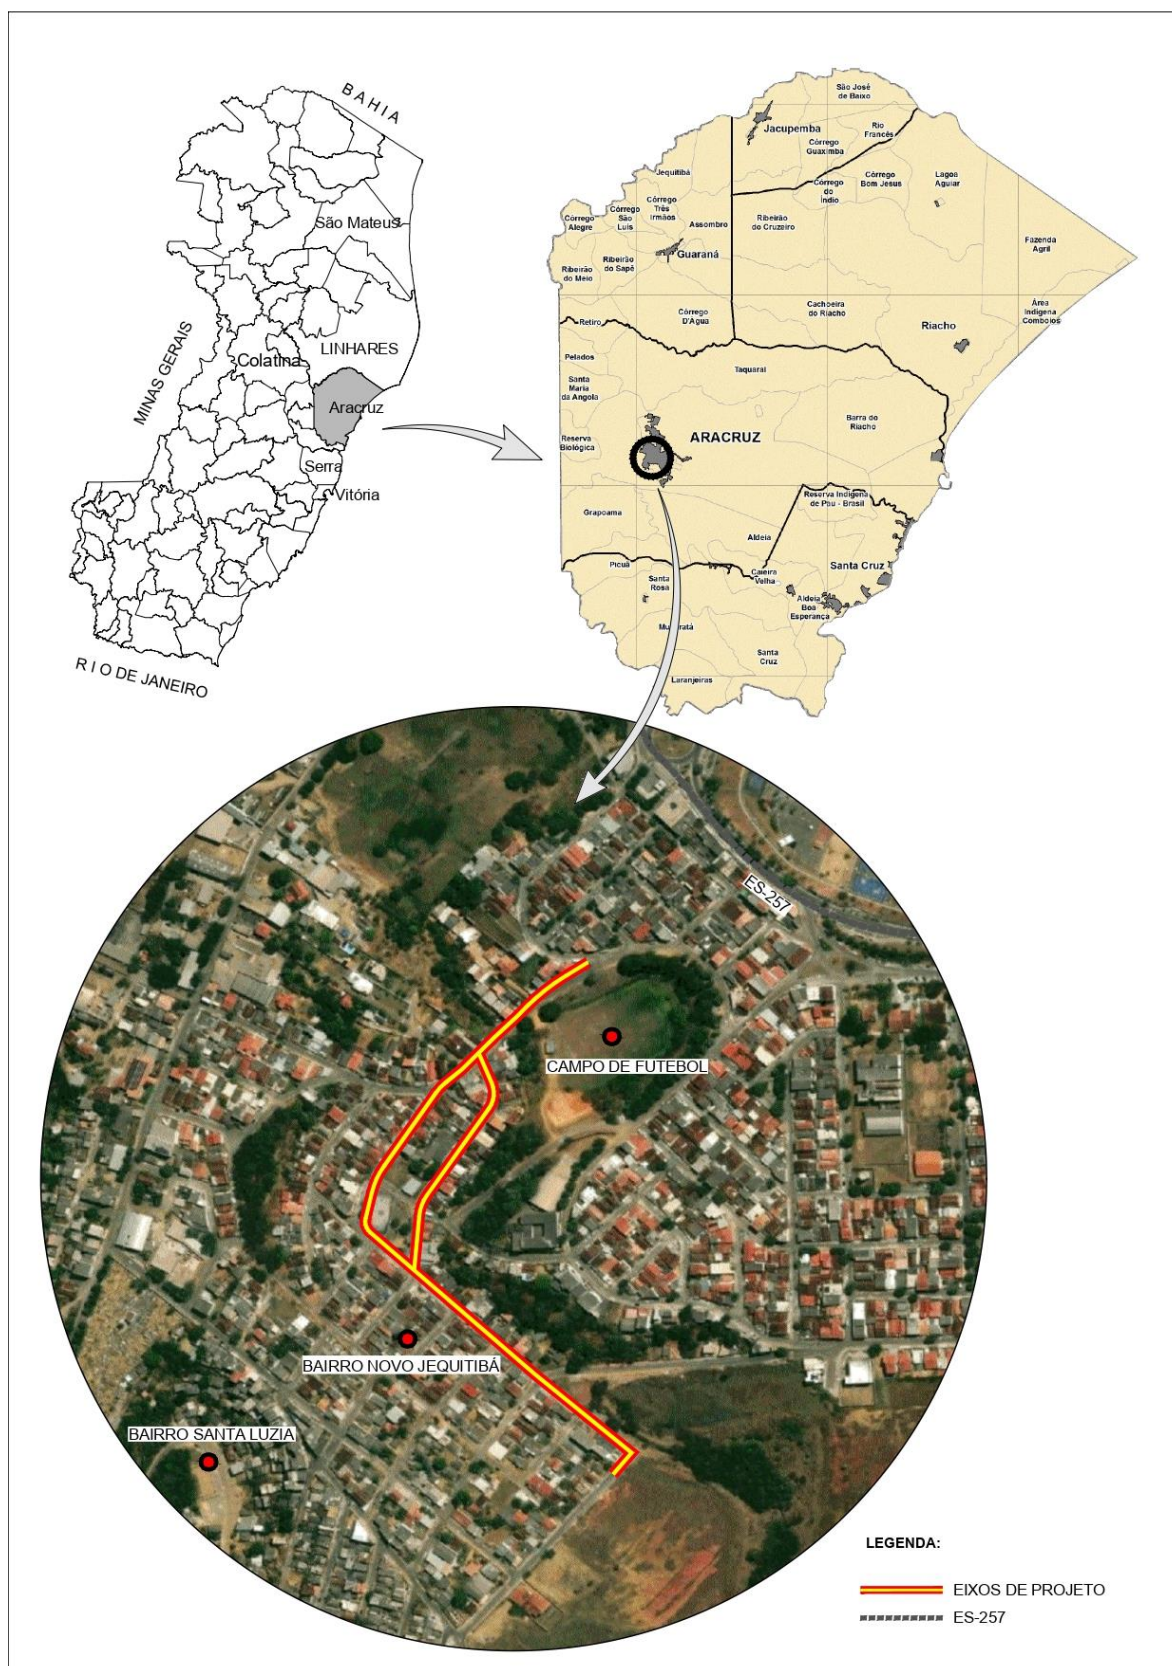 BAHIA
São Mateus
MINAS GERAIS
Colatina
LINHARES
Aracruz
Serra
Vitória
RIO DE JANEIRO
São José
de Baixo
Jacupemba
Rio
Francês
Córrego
Guaximba
Jequitibá
Córrego
Bom Jesus
Lagoa
Aguiar
Córrego
do
Índio
Córrego
Três
Irmãos
Córrego
São
Luis
Córrego
Alegre
Assombro
Ribeirão
do Cruzeiro
Fazenda
Agril
Guaraná
Ribeirão
do Sapê
Ribeirão
do Meio
Córrego
D'Agua
Cachoeira
do Riacho
Área
Indigena
Comboios
Retiro
Riacho
Pelados
Taquaral
Santa
Maria
da Angola
Barra do
Riacho
Reserva
Biológica
ARACRUZ
Reserva Indigena
de Pau - Brasil
Grapoama
Aldeia
Picuã
Santa
Rosa
Caieira
Velha
Santa Cruz
Aldeia
Boa
Esperança
Santa
Cruz
Laranjeiras
ES-257
CAMPO DE FUTEBOL
BAIRRO NOVO JEQUITIBÁ
BAIRRO SANTA LUZIA
LEGENDA:
EIXOS DE PROJETO
ES-257